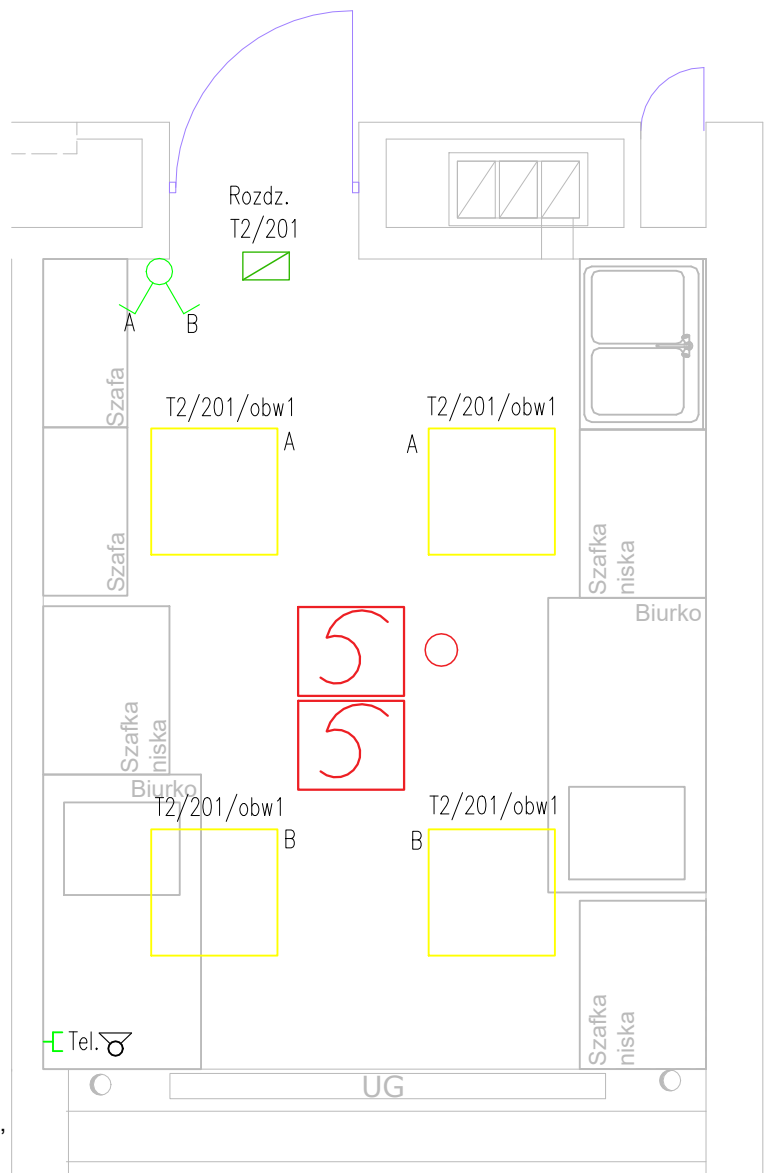 Rozdz.
T2/201
A
B
Szafa
T2/201/obw1
T2/201/obw1
A
A
Szafa
Szafka
niska
Biurko
Szafka
niska
Biurko
T2/201/obw1
T2/201/obw1
B
B
Szafka
niska
Tel.
UG
,